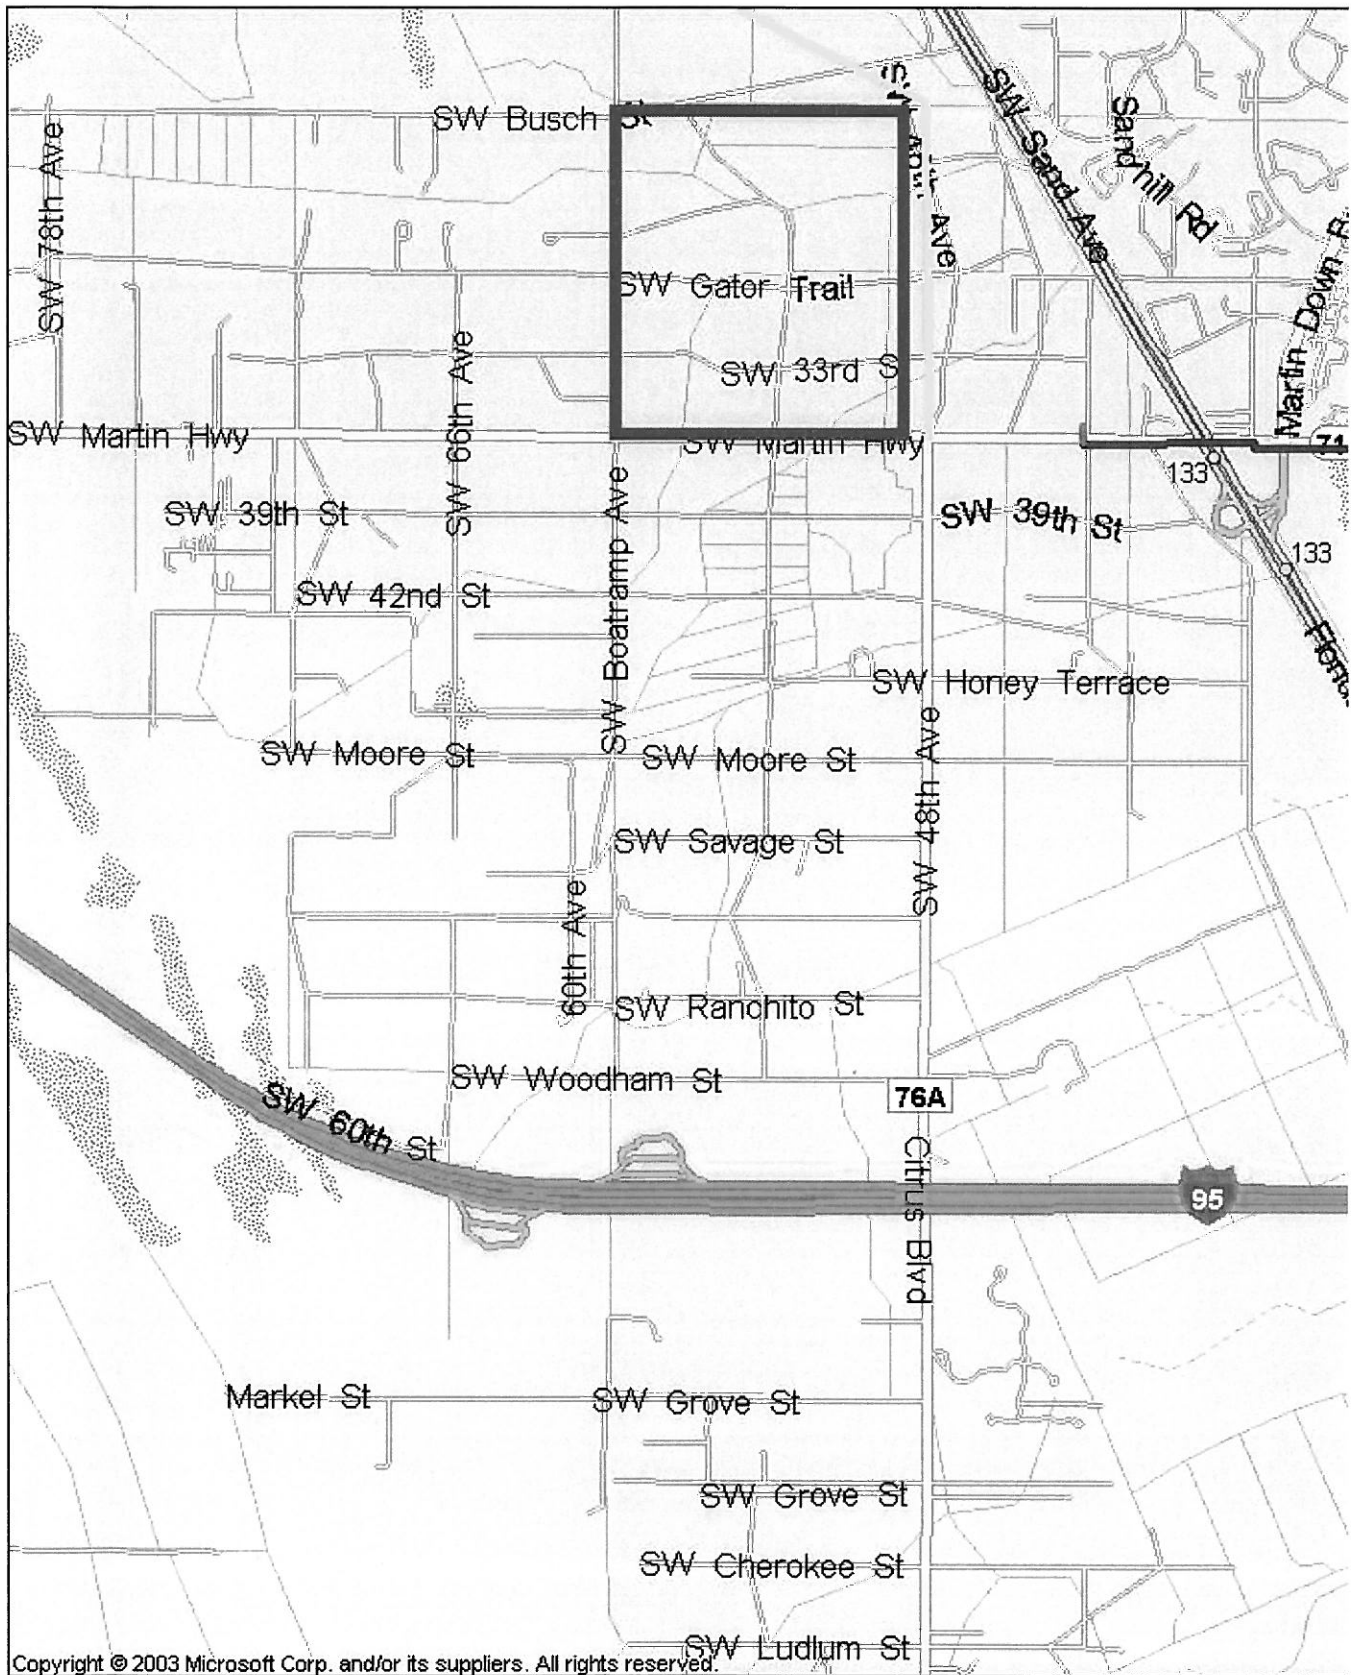 SW Busch St
SW Sand Ave
Sandhill Rd
SW 78th Ave
Ave
SW Gator Trail
Martin Down
SW 66th Ave
SW 33rd S
SW Martin Hwy
SW Martin Hwy
71
133
SW 39th St
SW Boatramp Ave
SW 39th St
133
SW 42nd St
SW Honey Terrace
SW Moore St
SW Moore St
SW 48th Ave
SW Savage St
60th Ave
SW Ranchito St
SW Woodham St
76A
SW 60th St
Citrus Blvd
95
Markel St
SW Grove St
SW Grove St
SW Cherokee St
SW Ludlum St
Copyright © 2003 Microsoft Corp. and/or its suppliers. All rights reserved.